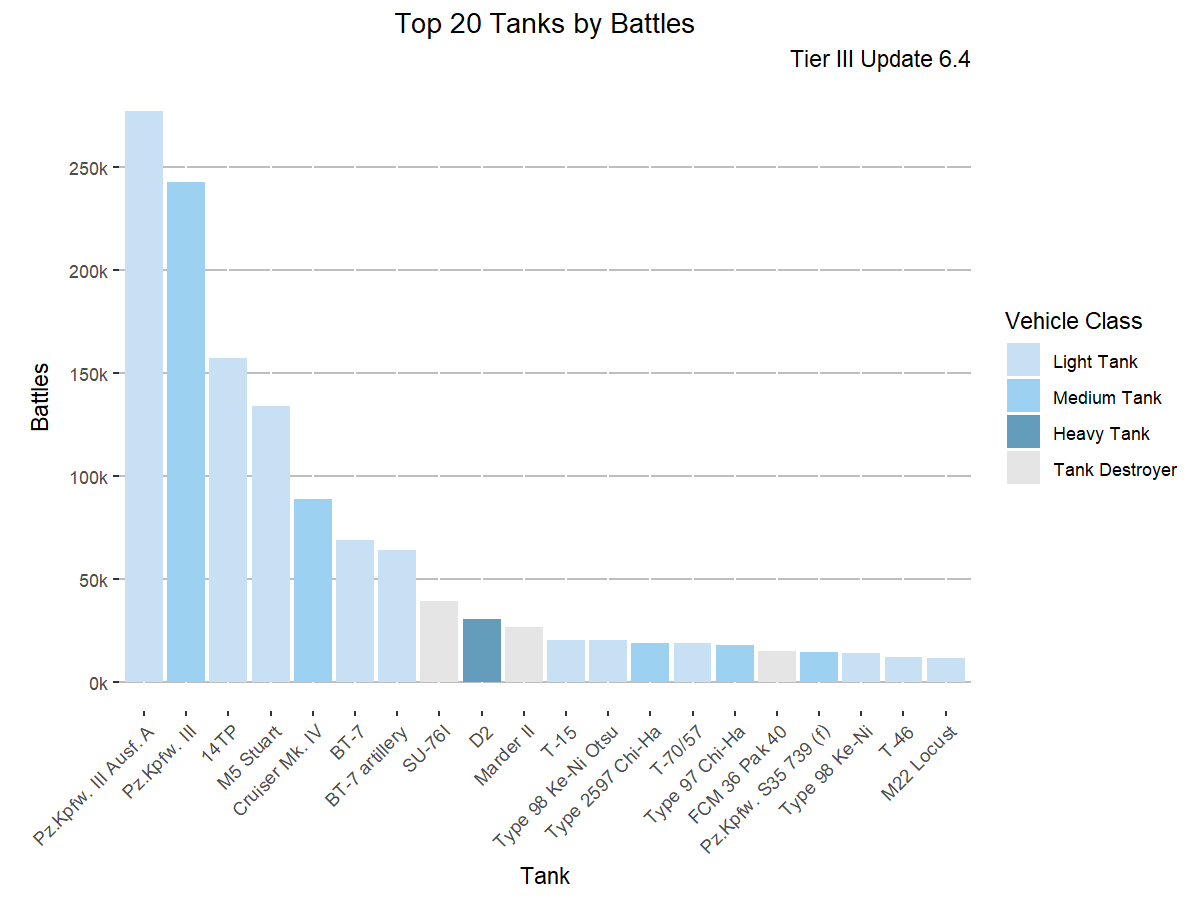 Top 20 Tanks by Battles
Tier III Update 6.4
Battles
250k
200k
150k
100k
50k
0k
Pz.Kpfw. III Ausf. A
Pz.Kpfw. III
14TP
M5 Stuart
Cruiser Mk. IV
BT-7
BT-7 artillery
SU-76I
D2
Marder II
T-15
Type 98 Ke-Ni Otsu
Type 2597 Chi-Ha
T-70/57
Type 97 Chi-Ha
FCM 36 Pak 40
Pz.Kpfw. S35 739 (f)
Type 98 Ke-Ni
T-46
M22 Locust
Tank
Vehicle Class
Light Tank
Medium Tank
Heavy Tank
Tank Destroyer